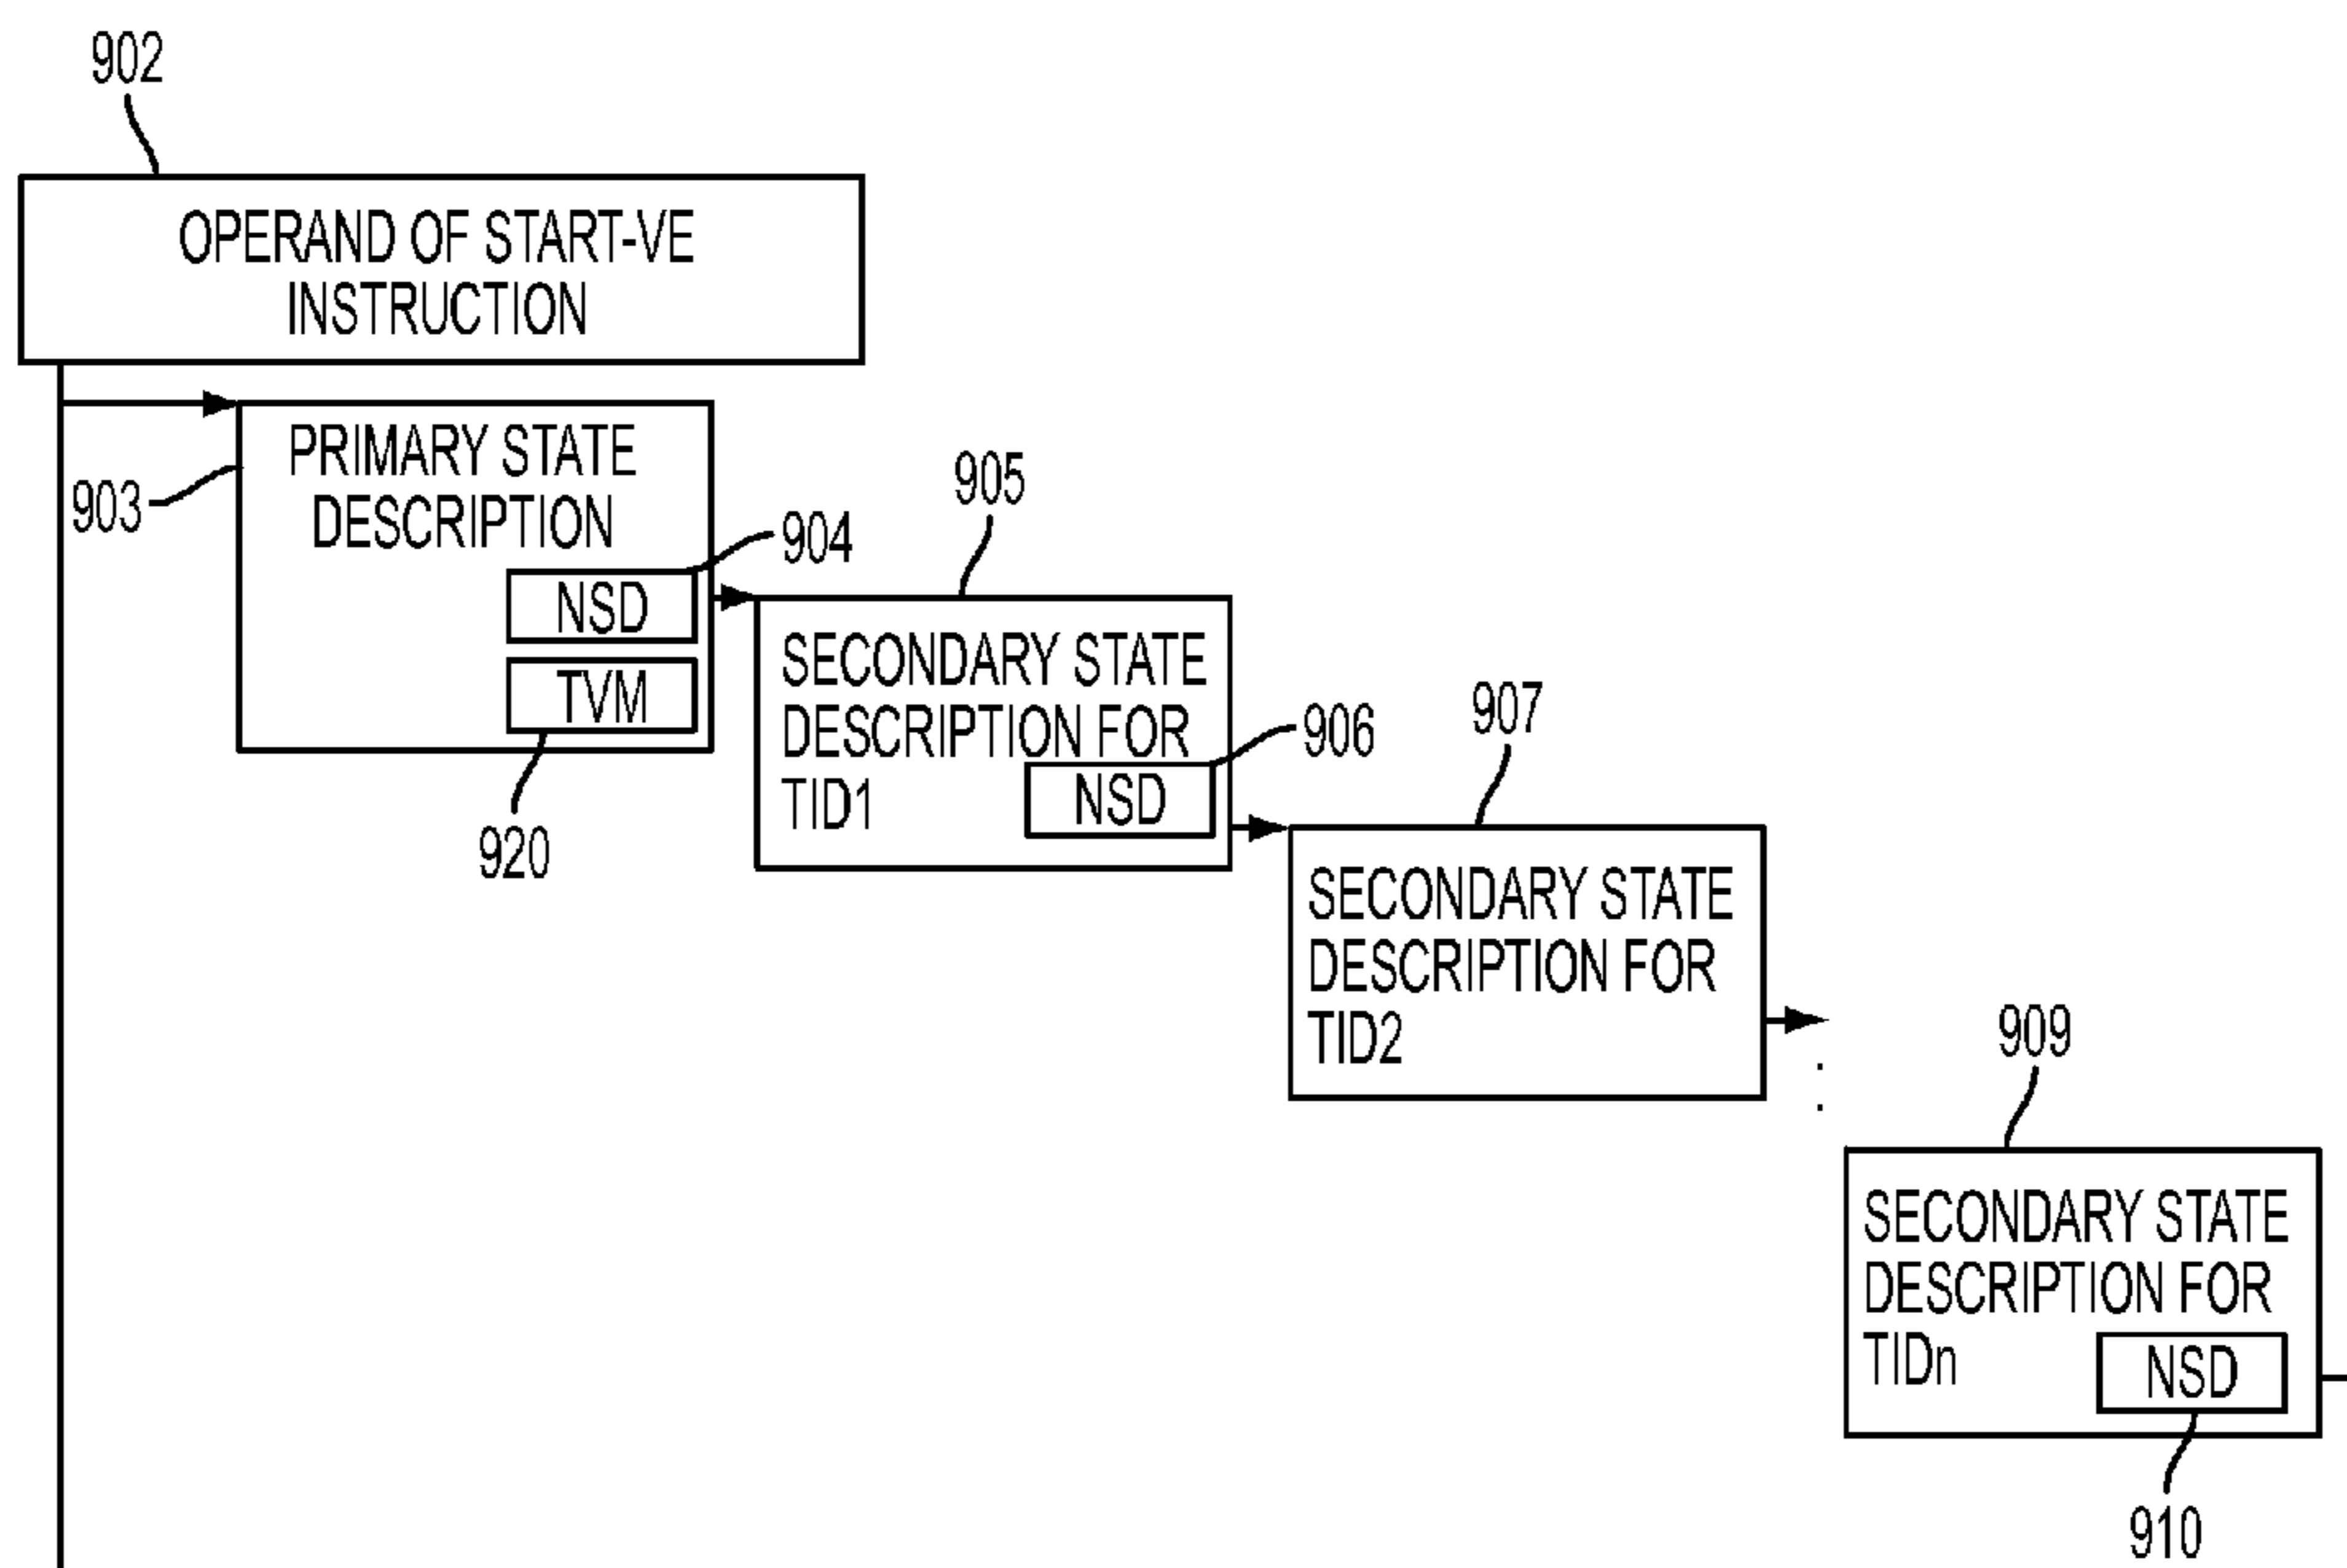 902
OPERAND OF START-VE
INSTRUCTION
PRIMARY STATE
DESCRIPTION
903
904
NSD
TVM
920
905
SECONDARY STATE
DESCRIPTION FOR
TID1
NSD
906
907
SECONDARY STATE
DESCRIPTION FOR
TID2
909
SECONDARY STATE
DESCRIPTION FOR
TIDn
NSD
910